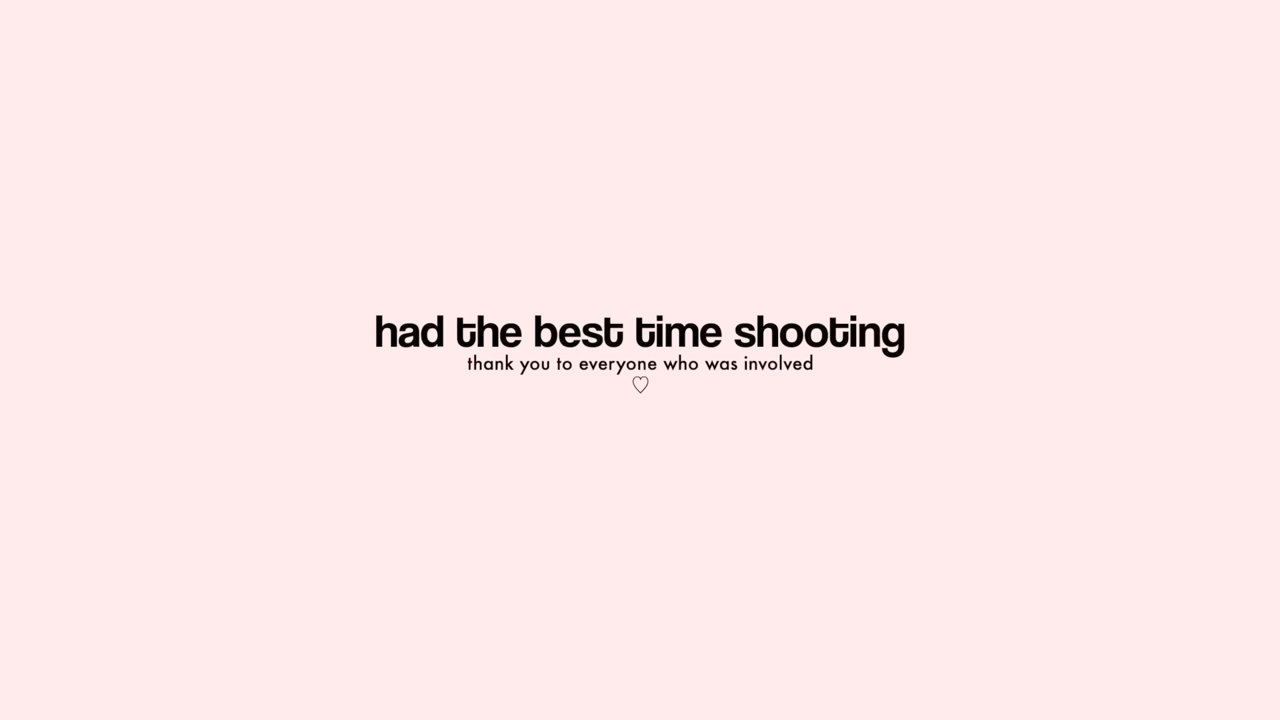 had the best time shooting
thank you to everyone who was involved
♡